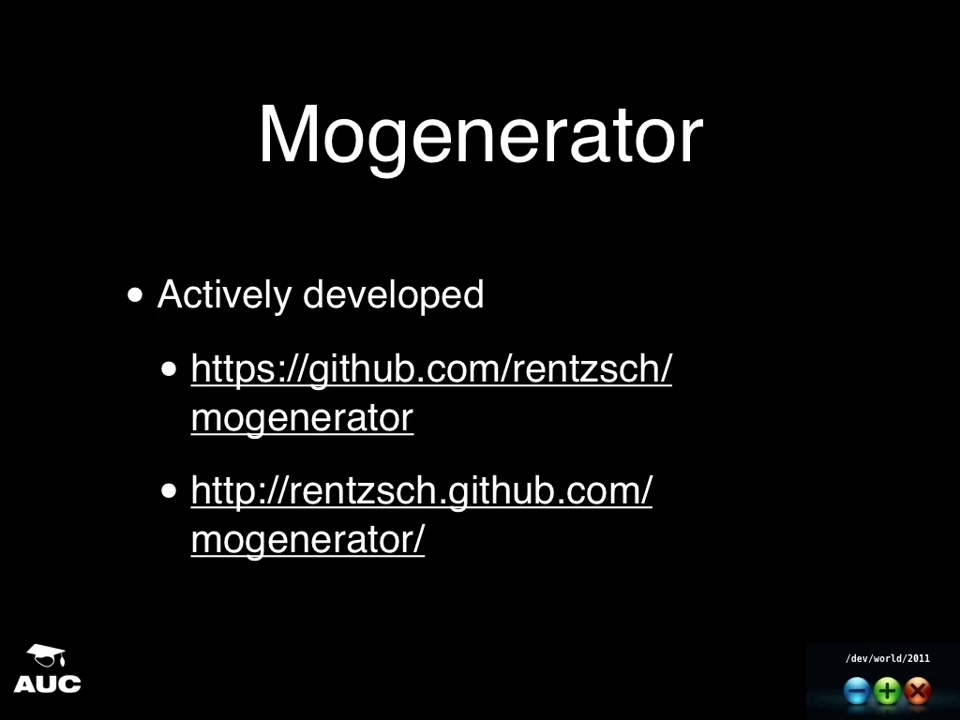 Mogenerator
• Actively developed
• https://github.com/rentzsch/
mogenerator
• http://rentzsch.github.com/
mogenerator/
AUC
/dev/world/2011